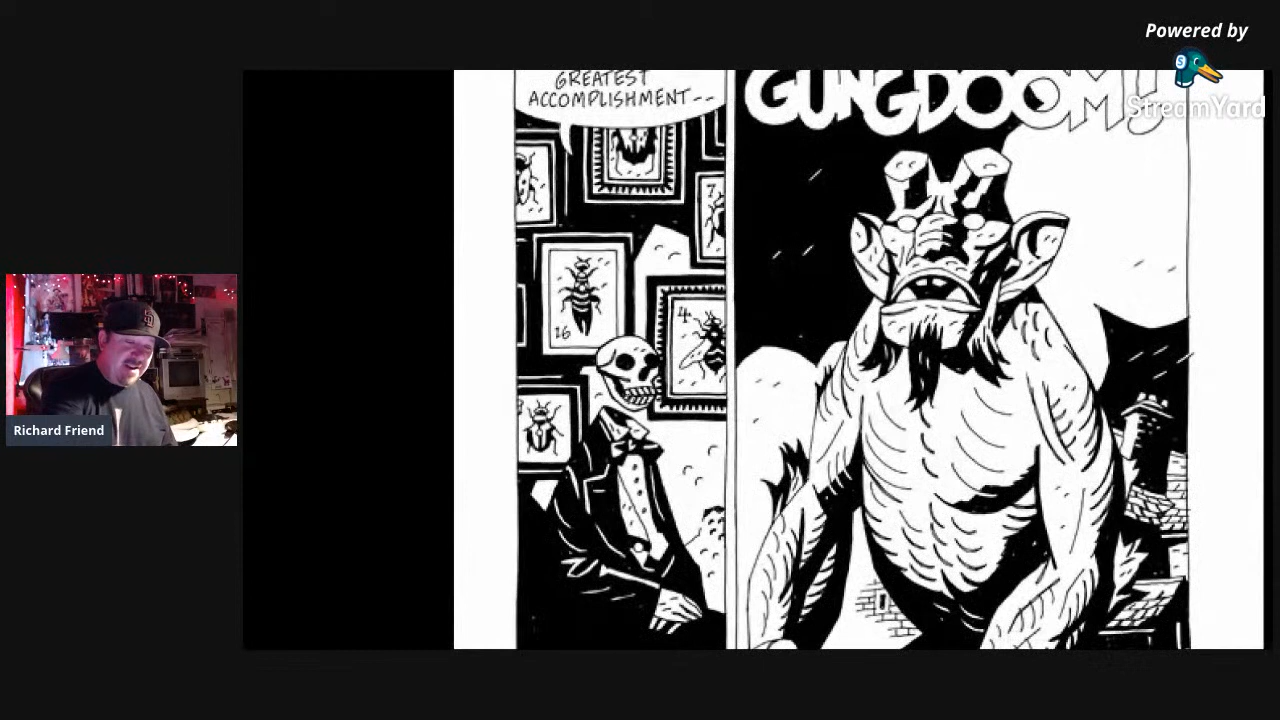 Powered by
StreamYard
GREATEST
ACCOMPLISHMENT--
GUNGDOOM!
7
16
4
Richard Friend